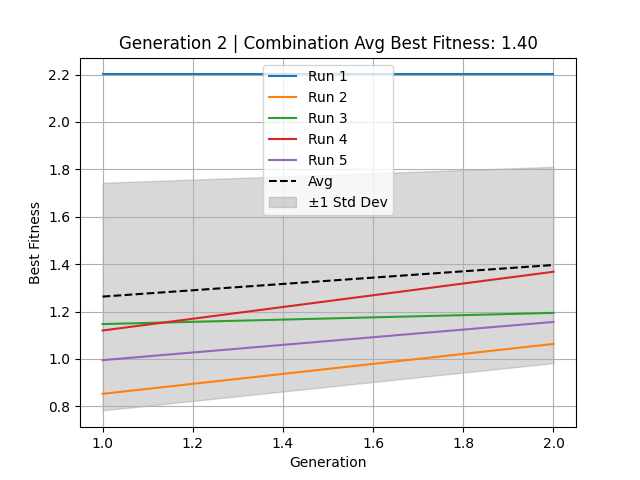 Generation 2 | Combination Avg Best Fitness: 1.40
2.2
2.0
1.8
1.6
1.4
1.2
1.0
0.8
Best Fitness
Run 1
Run 2
Run 3
Run 4
Run 5
Avg
±1 Std Dev
1.0 1.2 1.4 1.6 1.8 2.0
Generation